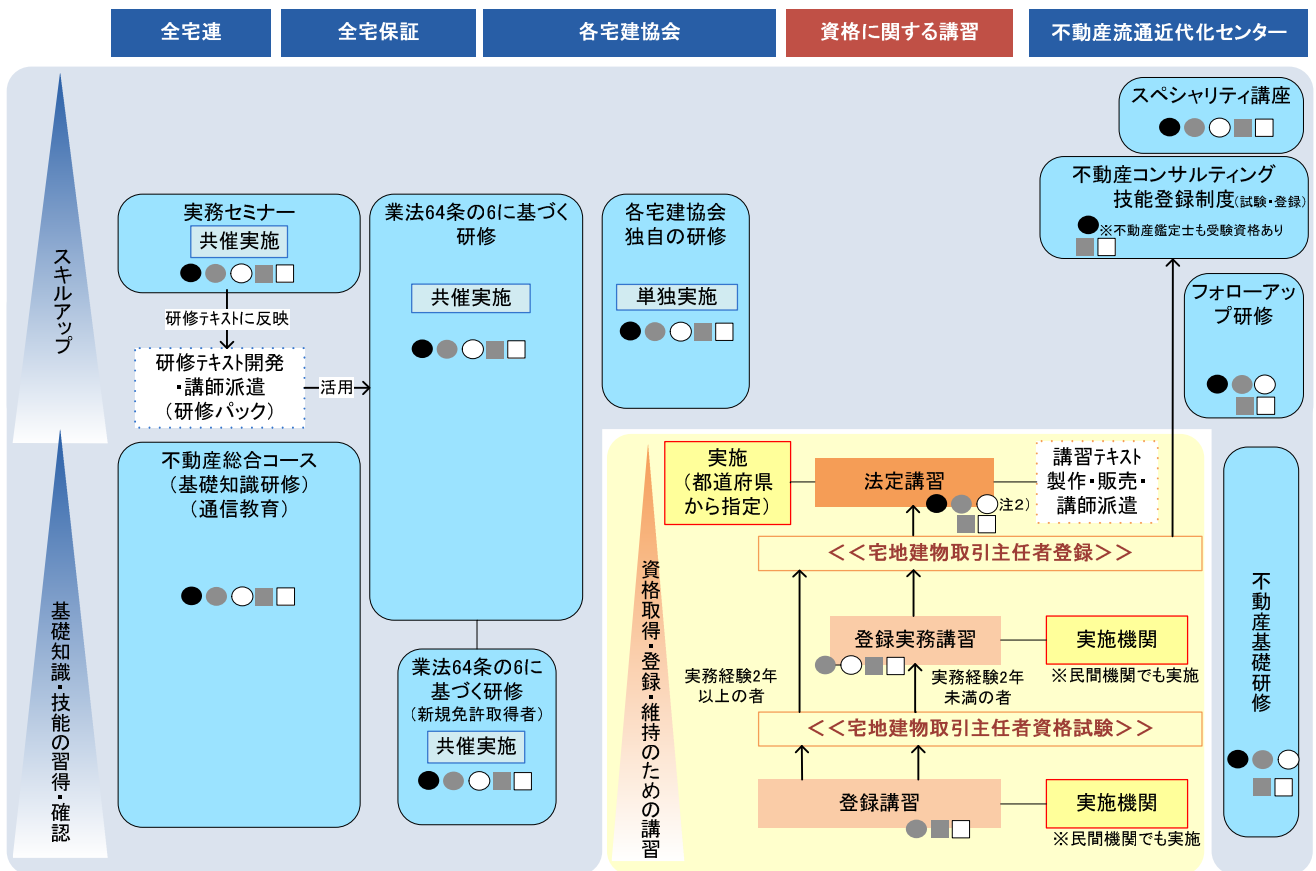 全宅連
全宅保証
各宅建協会
資格に関する講習
不動産流通近代化センター
スキルアップ
基礎知識・技能の習得・確認
実務セミナー
共催実施
研修テキストに反映
研修テキスト開発
・講師派遣
(研修パック)
活用
不動産総合コース
(基礎知識研修)
(通信教育)
業法64条の6に基づく
研修
共催実施
業法64条の6に
基づく研修
(新規免許取得者)
共催実施
各宅建協会
独自の研修
単独実施
スペシャリティ講座
不動産コンサルティング
技能登録制度(試験・登録)
※不動産鑑定士も受験資格あり
フォローアッ
プ研修
不動産基礎研修
資格取得・登録・維持のための講習
実施
(都道府県
から指定)
法定講習
注2)
講習テキスト
製作・販売・
講師派遣
<<宅地建物取引主任者登録>>
登録実務講習
実施機関
※民間機関でも実施
実務経験2年
以上の者
実務経験2年
未満の者
<<宅地建物取引主任者資格試験>>
登録講習
実施機関
※民間機関でも実施